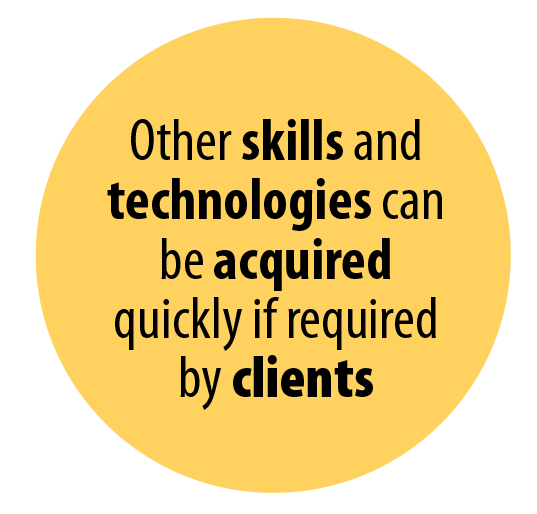 Other skills and
technologies can
be acquired
quickly if required
by clients